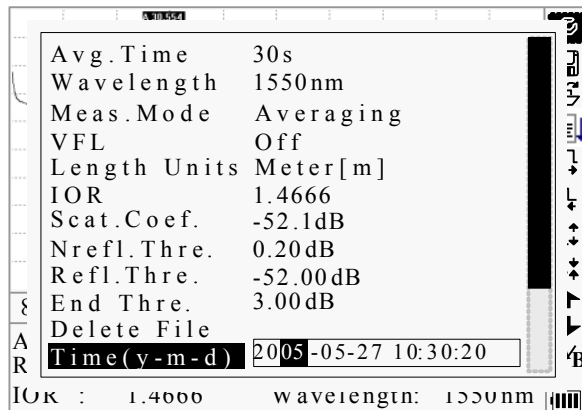 A 30.554
Avg.Time 30s
Wavelength 1550nm
Meas.Mode Averaging
VFL Off
Length Units Meter[m]
IOR 1.4666
Scat.Coef. -52.1dB
Nrefl.Thre. 0.20dB
Refl.Thre. -52.00dB
End Thre. 3.00dB
Delete File
Time(y-m-d) 2005-05-27 10:30:20
A
R
IOR : 1.4666 Wavelength: 1550nm